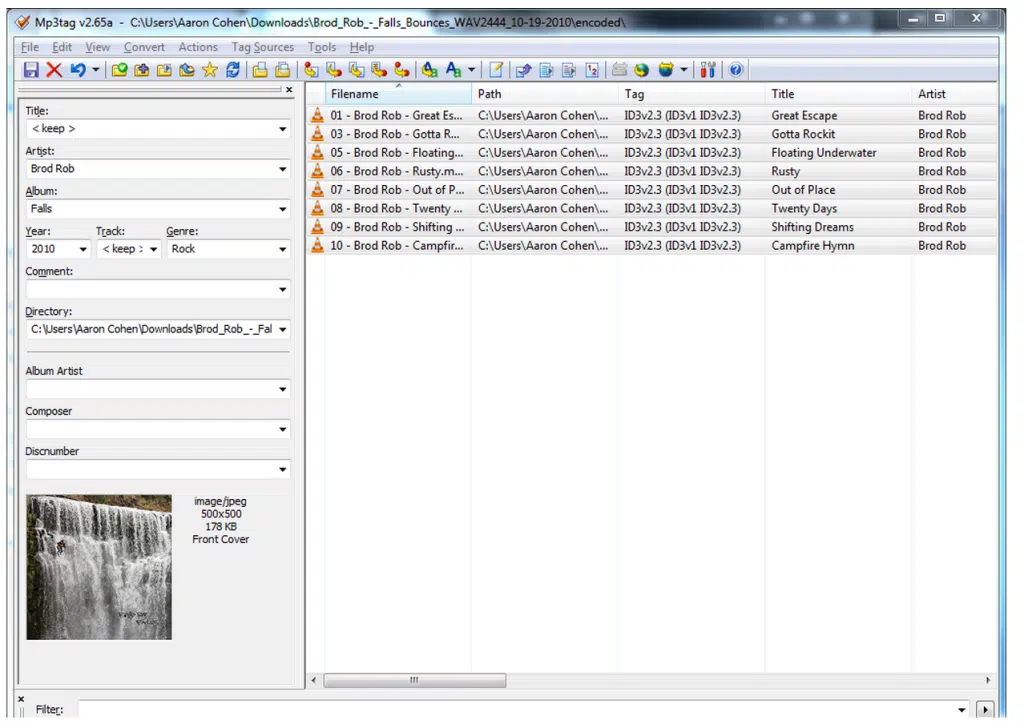 Mp3tag v2.65a - C:\Users\Aaron Cohen\Downloads\Brod_Rob_-_Falls_Bounces_WAV2444_10-19-2010\encoded\
File Edit View Convert Actions Tag Sources Tools Help
Filename Path Tag Title Artist
01 - Brod Rob - Great Es... C:\Users\Aaron Cohen\... ID3v2.3 (ID3v1 ID3v2.3) Great Escape Brod Rob
03 - Brod Rob - Gotta R... C:\Users\Aaron Cohen\... ID3v2.3 (ID3v1 ID3v2.3) Gotta Rockit Brod Rob
05 - Brod Rob - Floating... C:\Users\Aaron Cohen\... ID3v2.3 (ID3v1 ID3v2.3) Floating Underwater Brod Rob
06 - Brod Rob - Rusty.m... C:\Users\Aaron Cohen\... ID3v2.3 (ID3v1 ID3v2.3) Rusty Brod Rob
07 - Brod Rob - Out of P... C:\Users\Aaron Cohen\... ID3v2.3 (ID3v1 ID3v2.3) Out of Place Brod Rob
08 - Brod Rob - Twenty ... C:\Users\Aaron Cohen\... ID3v2.3 (ID3v1 ID3v2.3) Twenty Days Brod Rob
09 - Brod Rob - Shifting ... C:\Users\Aaron Cohen\... ID3v2.3 (ID3v1 ID3v2.3) Shifting Dreams Brod Rob
10 - Brod Rob - Campfir... C:\Users\Aaron Cohen\... ID3v2.3 (ID3v1 ID3v2.3) Campfire Hymn Brod Rob
Title:
< keep >
Artist:
Brod Rob
Album:
Falls
Year: Track: Genre:
2010 < keep : Rock
Comment:
Directory:
C:\Users\Aaron Cohen\Downloads\Brod_Rob_-_Fal
Album Artist
Composer
Discnumber
image/jpeg
500x500
178 KB
Front Cover
Filter: